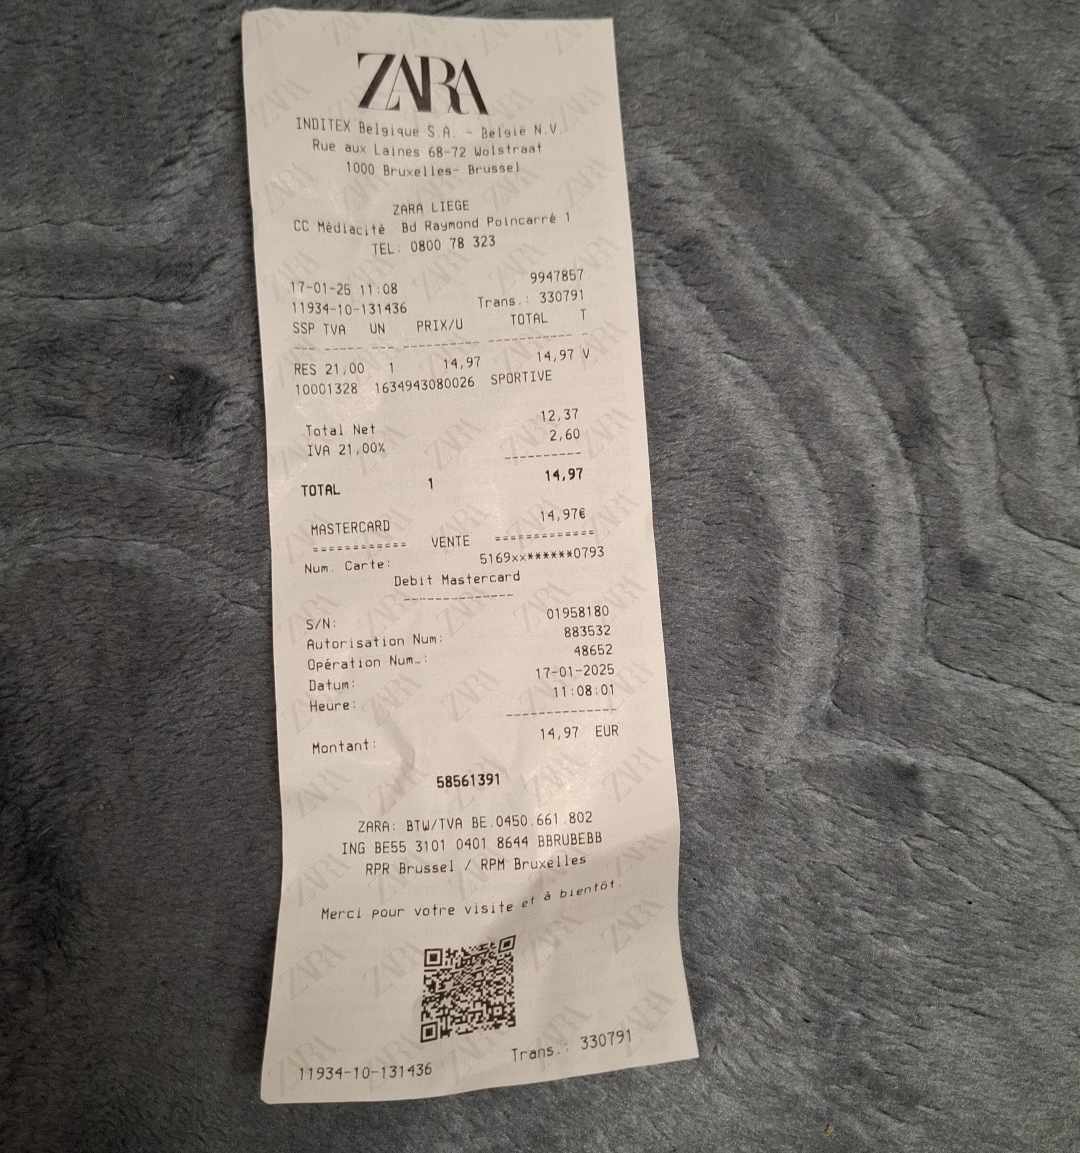 ZARA
INDITEX Belgique S.A. - België N.V.
Rue aux Laines 68-72 Wolstraat
1000 Bruxelles- Brussel
ZARA LIEGE
CC Médiacité Bd Raymond Poincarré 1
TEL: 0800 78 323
17-01-25 11:08 9947857
11934-10-131436 Trans.: 330791
SSP TVA UN PRIX/U TOTAL T
RES 21,00 1 14,97 14,97 V
10001328 1634943080026 SPORTIVE
Total Net 12,37
IVA 21,00% 2,60
TOTAL 1 14,97
MASTERCARD 14,97€
============ VENTE =============
Num. Carte: 5169xx******0793
Debit Mastercard
S/N: 01958180
Autorisation Num: 883532
Opération Num…: 48652
Datum: 17-01-2025
Heure: 11:08:01
Montant: 14,97 EUR
58561391
ZARA: BTW/TVA BE.0450.661.802
ING BE55 3101 0401 8644 BBRUBEBB
RPR Brussel / RPM Bruxelles
Merci pour votre visite et à bientôt.
11934-10-131436 Trans.: 330791